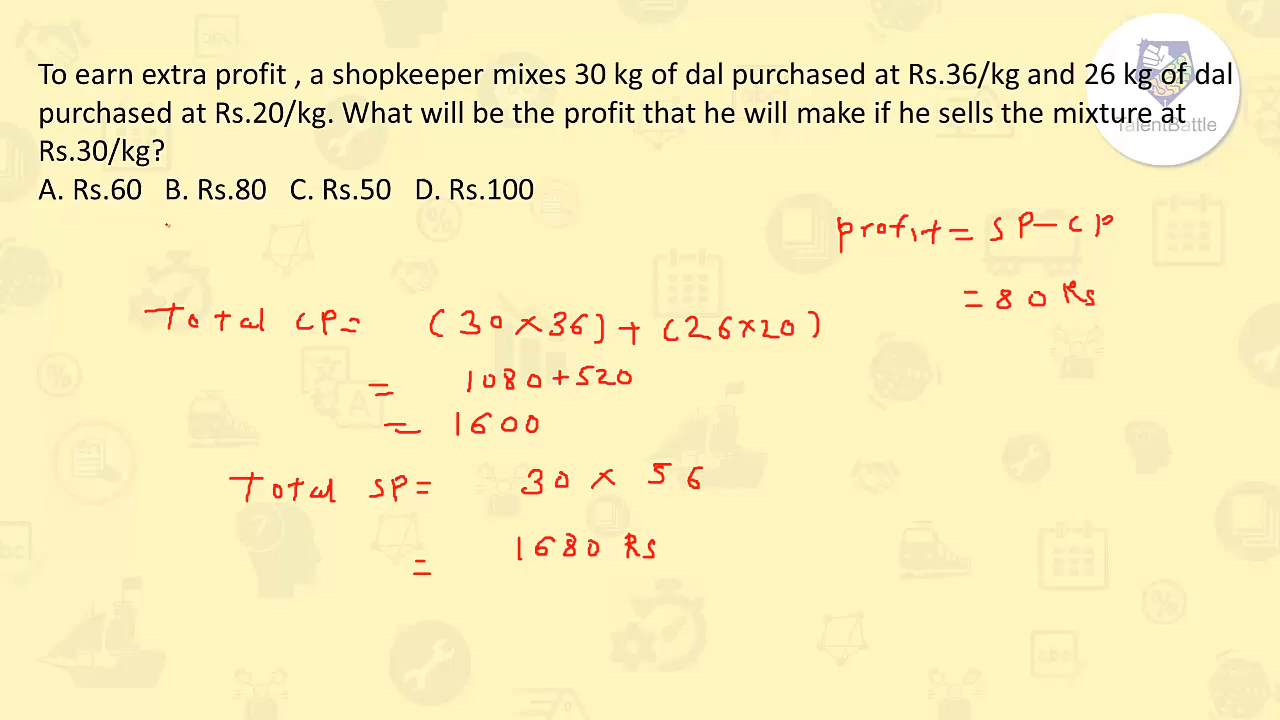 To earn extra profit , a shopkeeper mixes 30 kg of dal purchased at Rs.36/kg and 26 kg of dal
purchased at Rs.20/kg. What will be the profit that he will make if he sells the mixture at
Rs.30/kg?
A. Rs.60 B. Rs.80 C. Rs.50 D. Rs.100
TalentBattle
profit = SP - CP
= 80 Rs
Total CP = (30 × 36) + (26 × 20)
= 1080 + 520
= 1600
Total SP = 30 × 56
= 1680 Rs